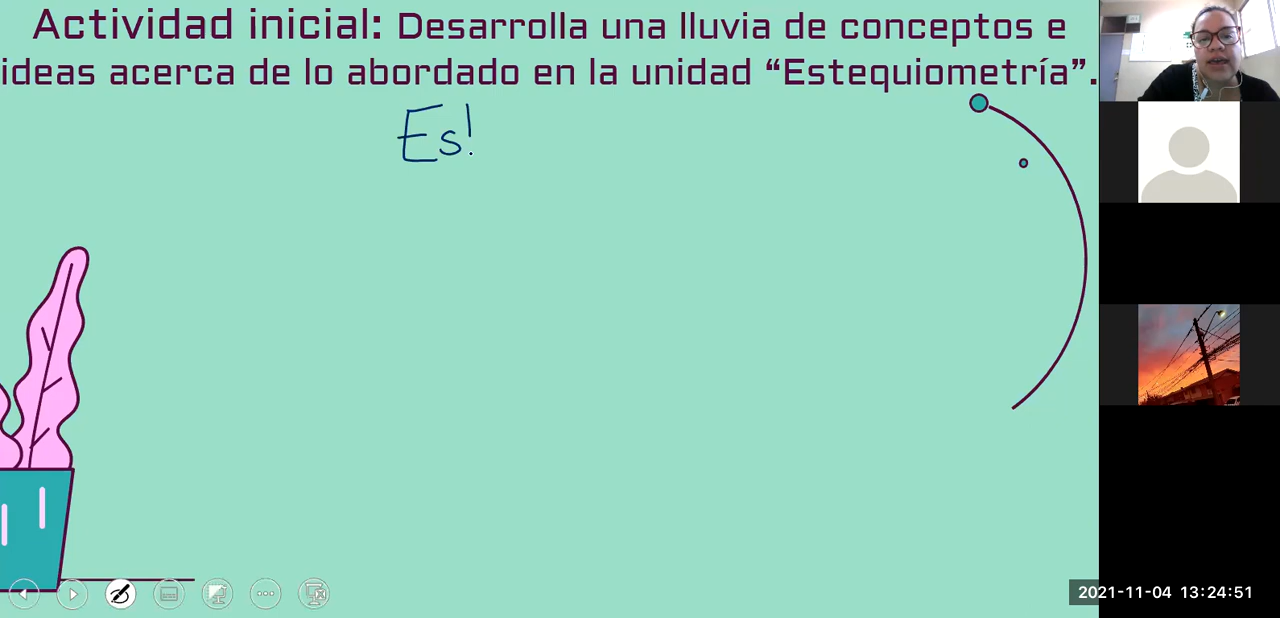 Actividad inicial: Desarrolla una lluvia de conceptos e
ideas acerca de lo abordado en la unidad “Estequiometría”.
Es!
2021-11-04 13:24:51